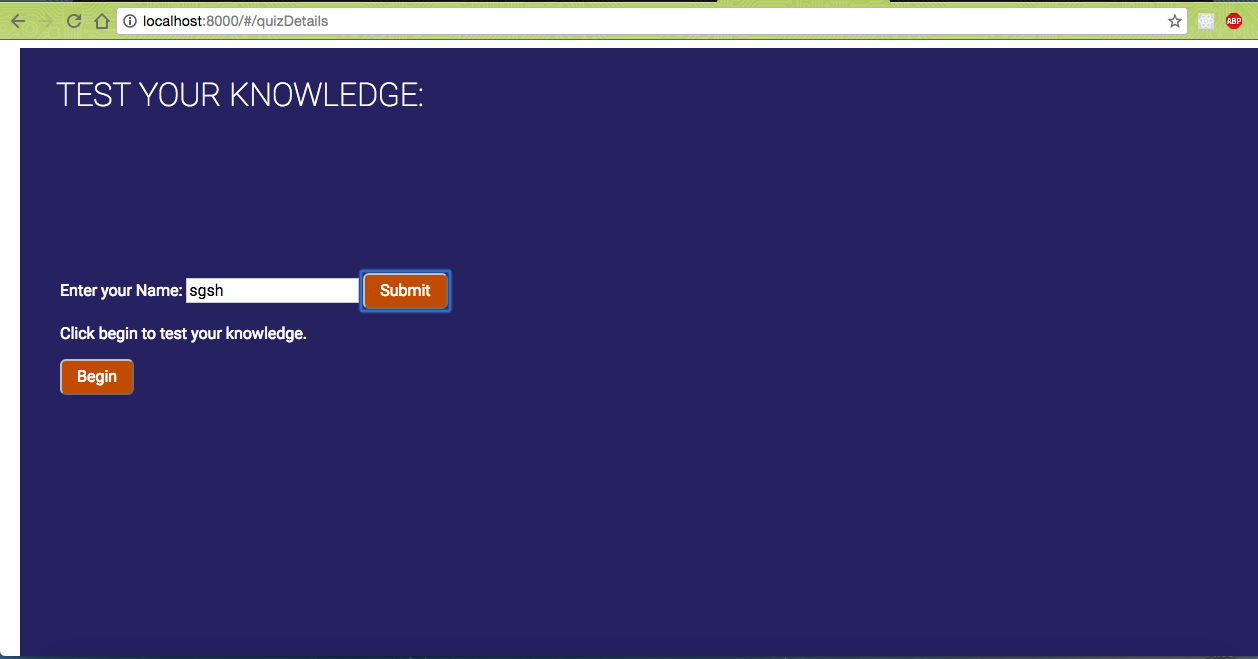 localhost:8000/#/quizDetails
ABP
TEST YOUR KNOWLEDGE:
Enter your Name: sgsh Submit
Click begin to test your knowledge.
Begin